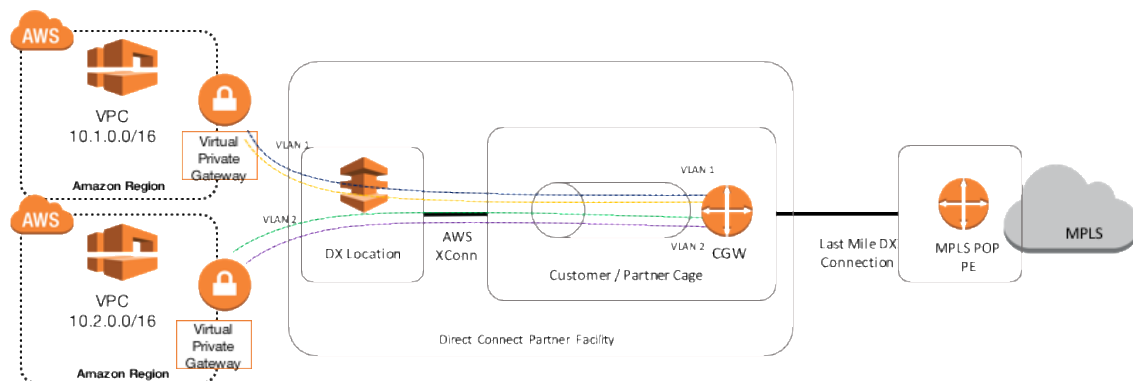 AWS
VPC
10.1.0.0/16
Virtual
Private
Gateway
Amazon Region
AWS
VPC
10.2.0.0/16
Virtual
Private
Gateway
Amazon Region
VLAN 1
VLAN 2
DX Location
AWS
XConn
VLAN 1
VLAN 2
CGW
Customer / Partner Cage
Direct Connect Partner Facility
Last Mile DX
Connection
MPLS POP
PE
MPLS